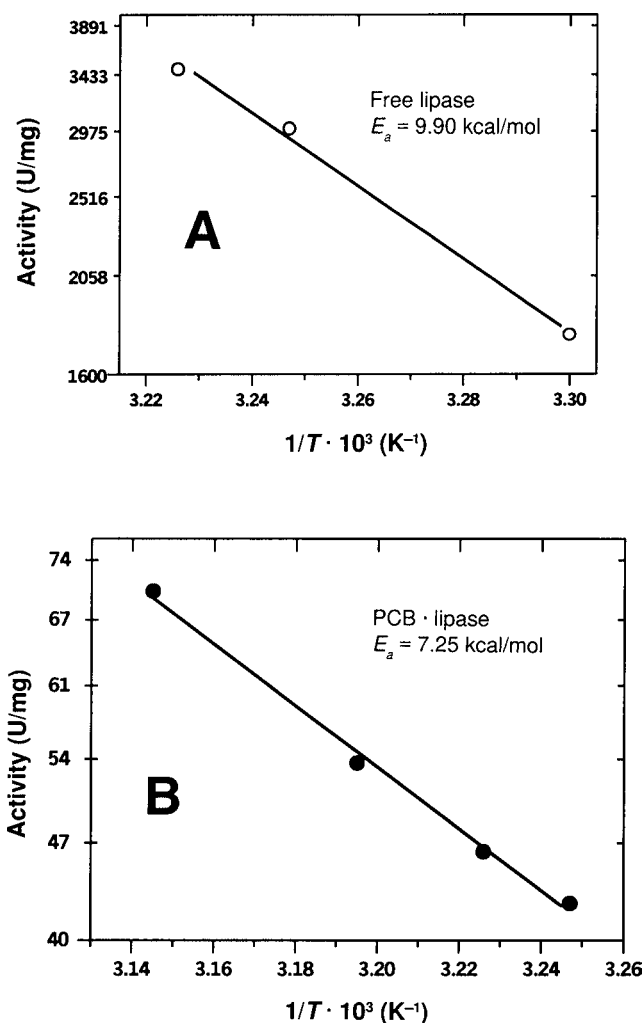 3891
3433
2975
2516
2058
1600
Activity (U/mg)
Free lipase
Eₐ = 9.90 kcal/mol
A
3.22 3.24 3.26 3.28 3.30
1/T · 10³ (K⁻¹)
74
67
61
54
47
40
Activity (U/mg)
PCB · lipase
Eₐ = 7.25 kcal/mol
B
3.14 3.16 3.18 3.20 3.22 3.24 3.26
1/T · 10³ (K⁻¹)